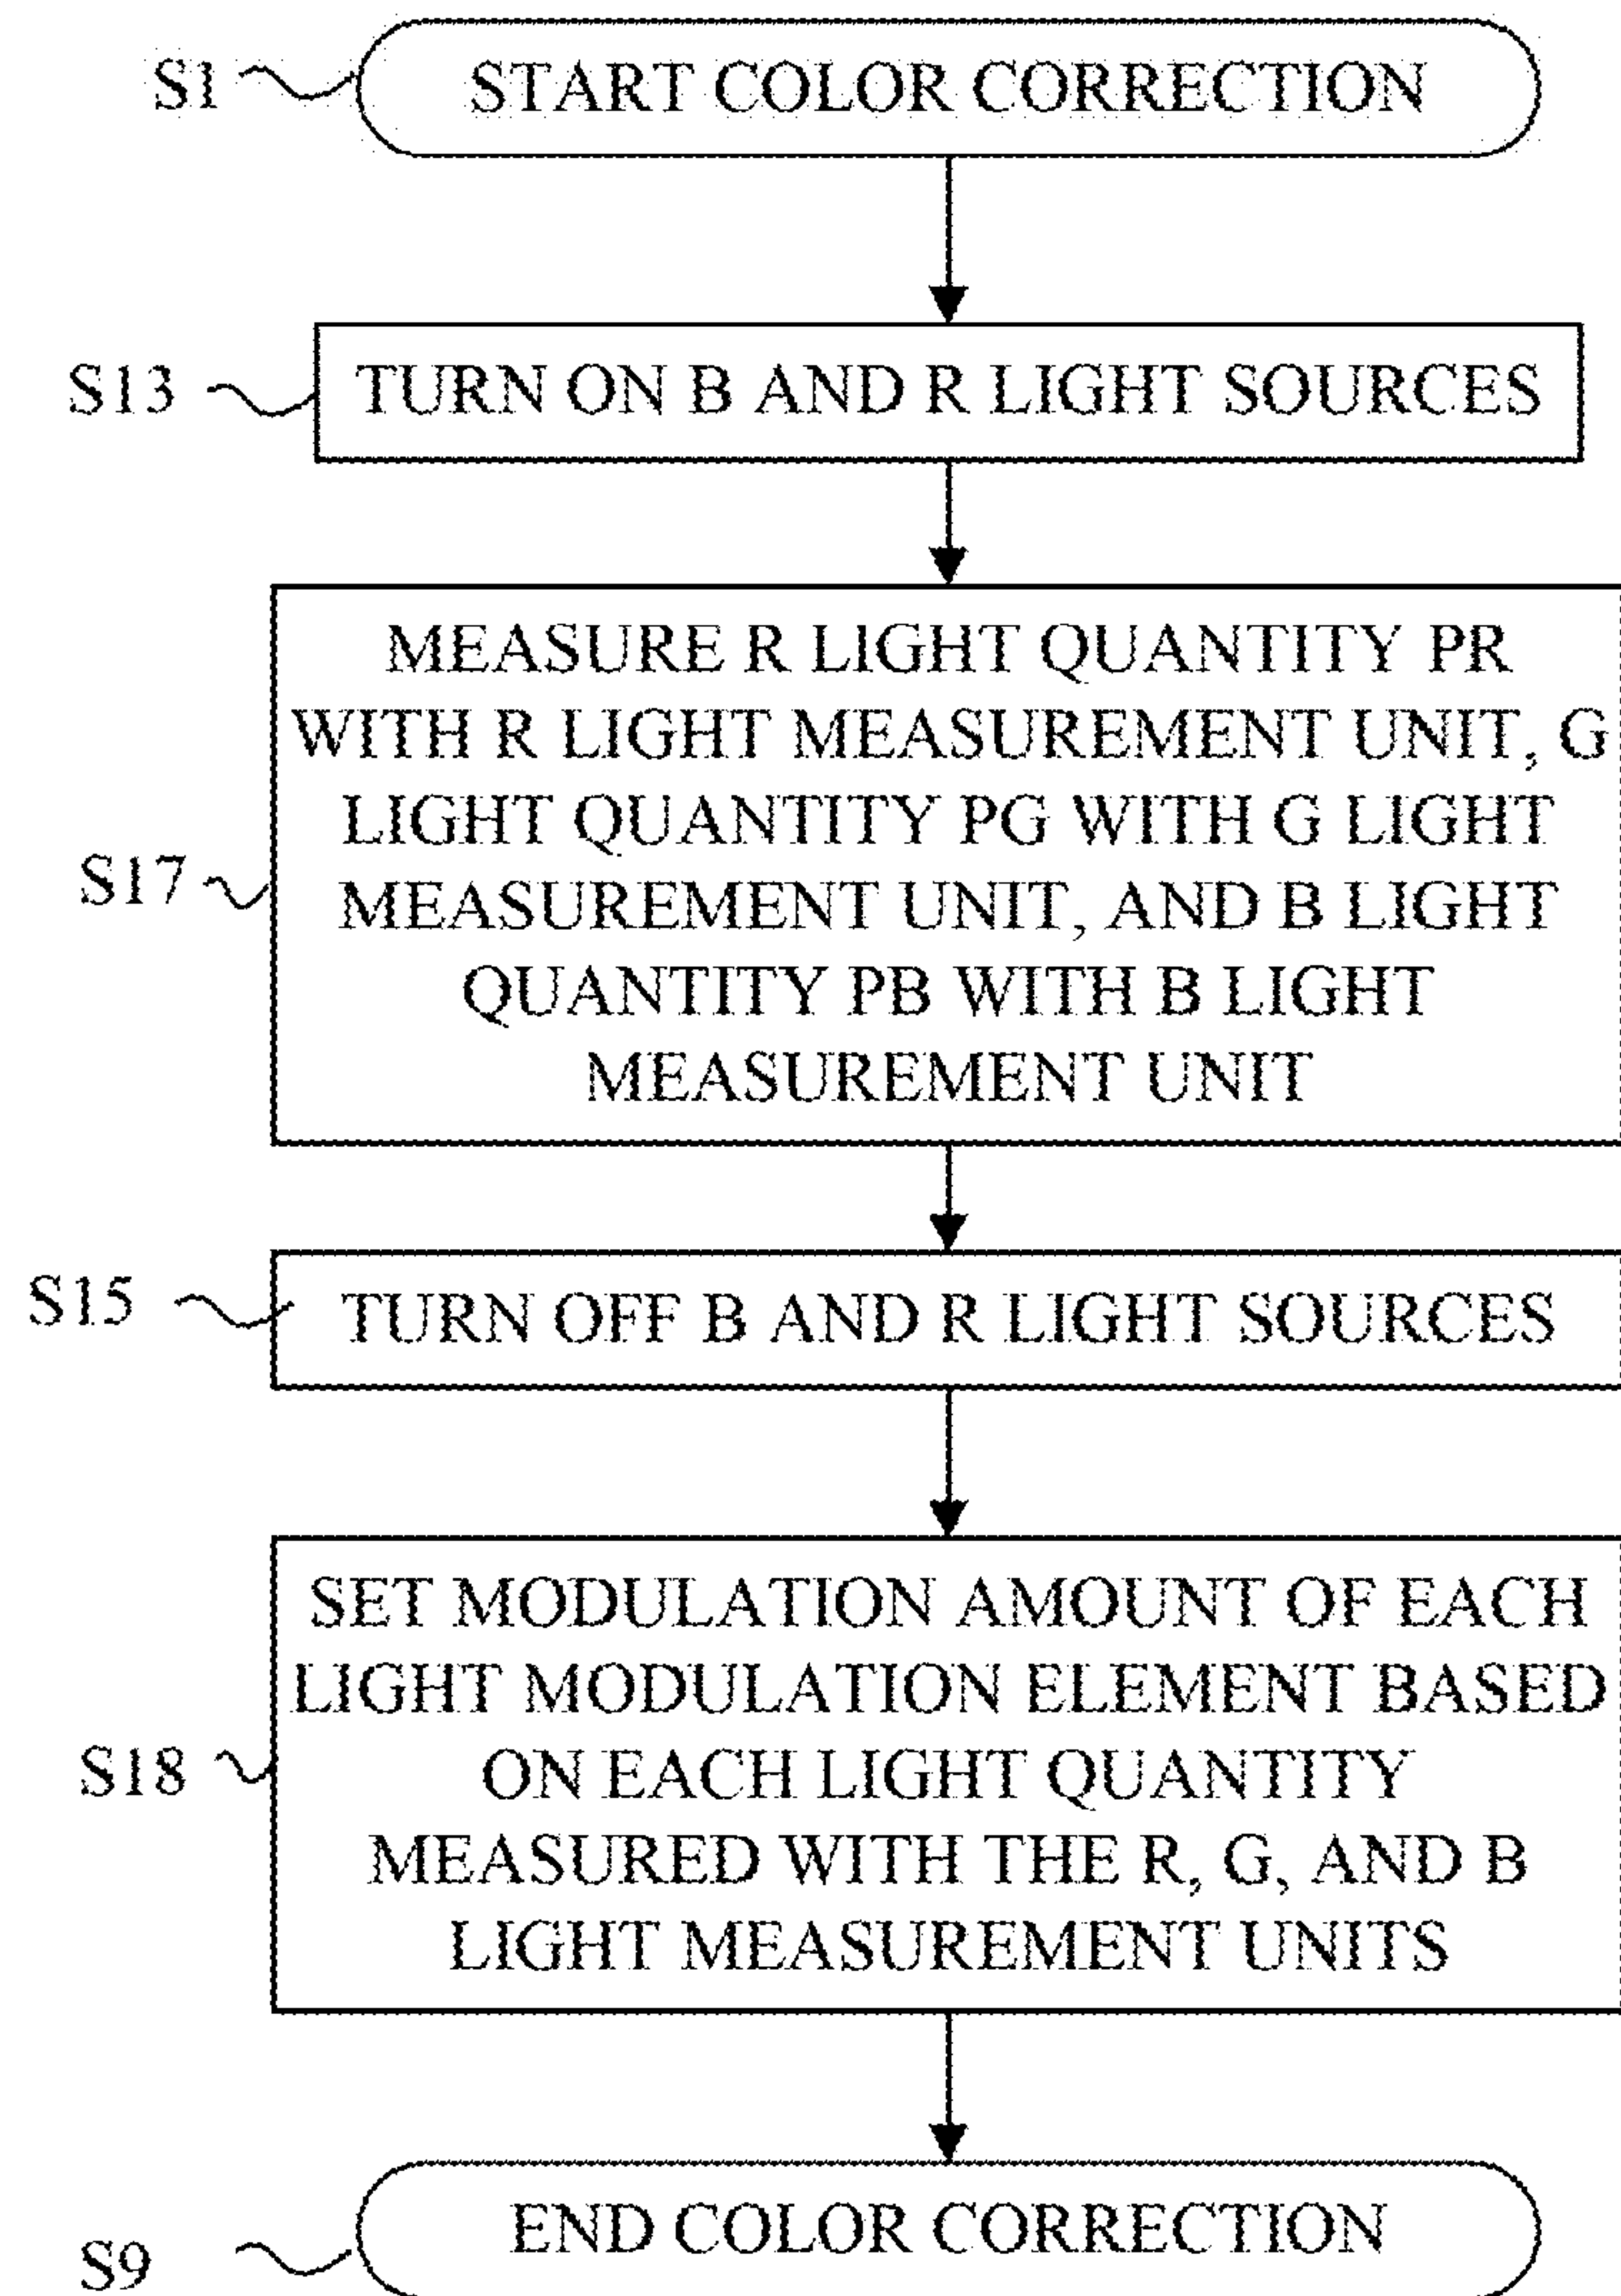 S1
START COLOR CORRECTION
S13
TURN ON B AND R LIGHT SOURCES
S17
MEASURE R LIGHT QUANTITY PR
WITH R LIGHT MEASUREMENT UNIT, G
LIGHT QUANTITY PG WITH G LIGHT
MEASUREMENT UNIT, AND B LIGHT
QUANTITY PB WITH B LIGHT
MEASUREMENT UNIT
S15
TURN OFF B AND R LIGHT SOURCES
S18
SET MODULATION AMOUNT OF EACH
LIGHT MODULATION ELEMENT BASED
ON EACH LIGHT QUANTITY
MEASURED WITH THE R, G, AND B
LIGHT MEASUREMENT UNITS
S9
END COLOR CORRECTION